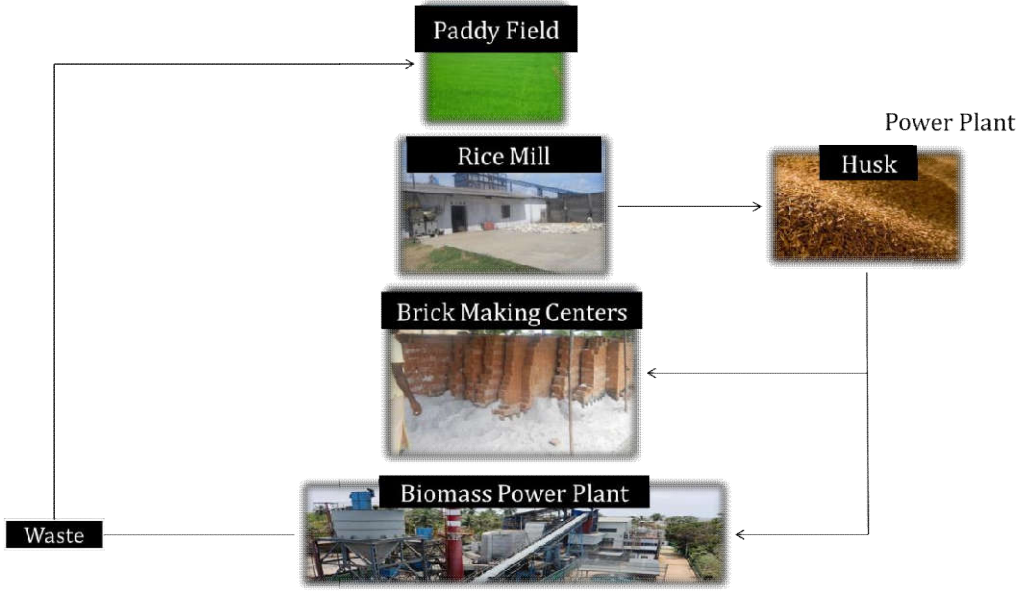 Paddy Field
Power Plant
Rice Mill
Husk
Brick Making Centers
Biomass Power Plant
Waste